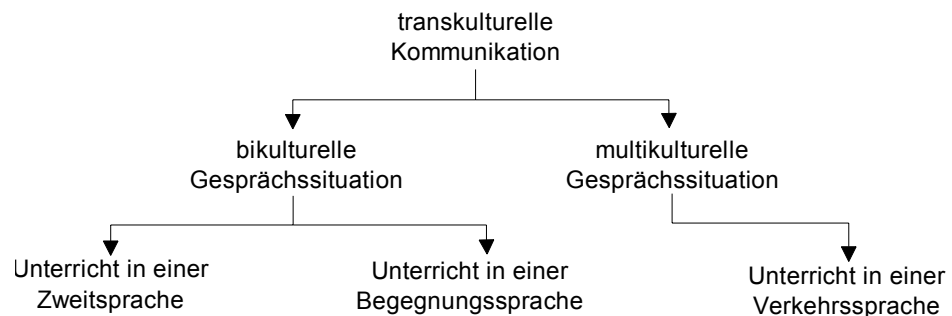 transkulturelle
Kommunikation
bikulturelle
Gesprächssituation
multikulturelle
Gesprächssituation
Unterricht in einer
Zweitsprache
Unterricht in einer
Begegnungssprache
Unterricht in einer
Verkehrssprache